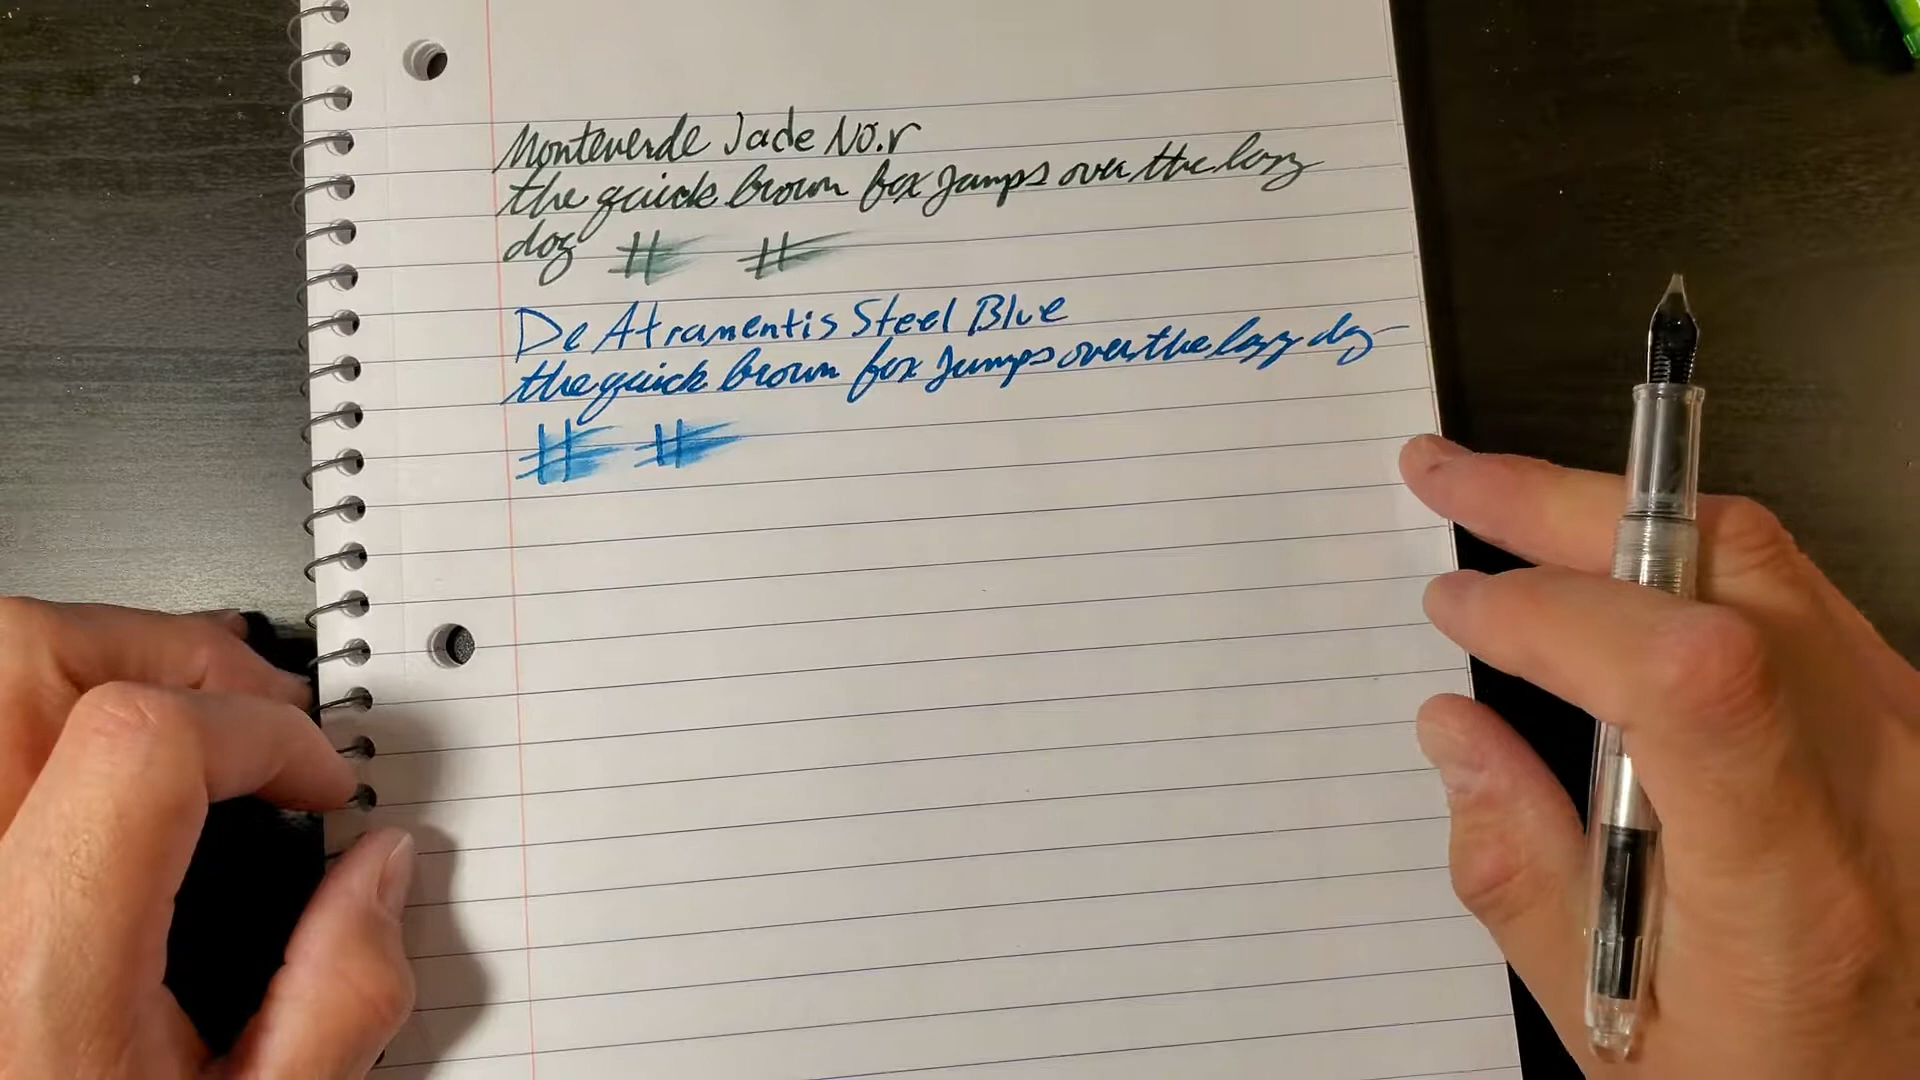 Monteverde Jade No.r
the quick brown fox jumps over the lazy
dog # #
De Atramentis Steel Blue
the quick brown fox jumps over the lazy dog
# #